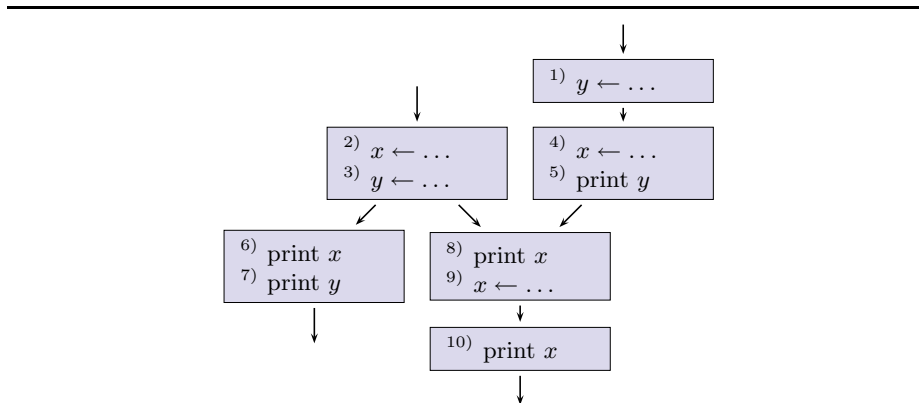 1) y ← ...
2) x ← ...
3) y ← ...
4) x ← ...
5) print y
6) print x
7) print y
8) print x
9) x ← ...
10) print x